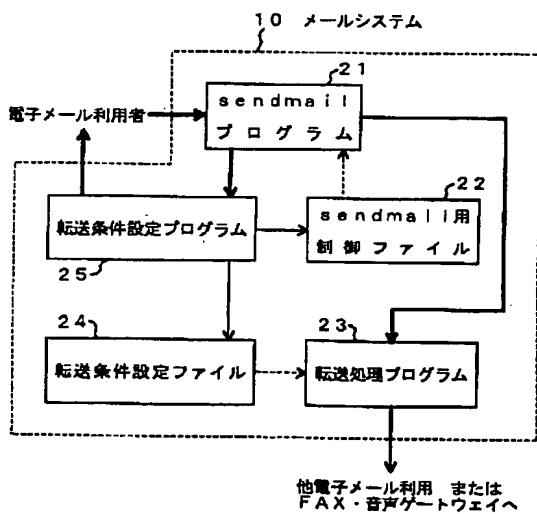 10 メールシステム
21
sendmail
プログラム
電子メール利用者
22
sendmail用
制御ファイル
転送条件設定プログラム
25
24
転送条件設定ファイル
23
転送処理プログラム
他電子メール利用 または
FAX・音声ゲートウェイへ